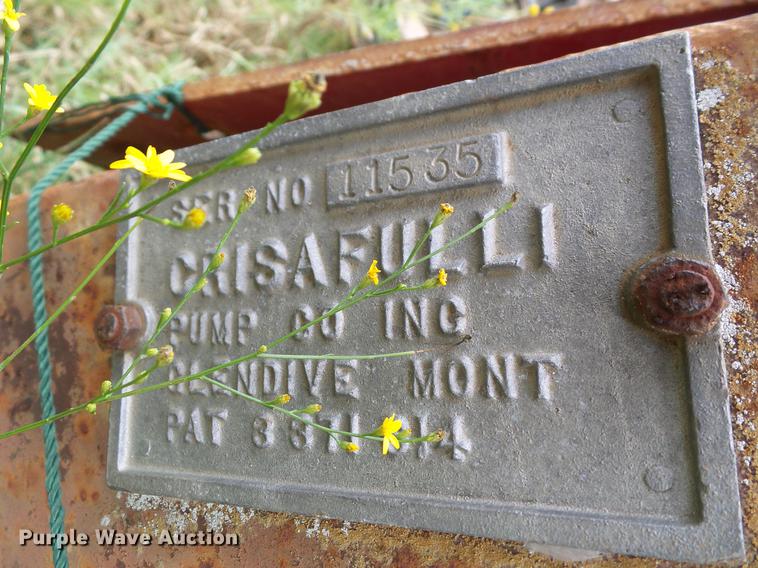 SER NO 11535
CRISAFULLI
PUMP CO INC
GLENDIVE MONT
PAT
Purple Wave Auction